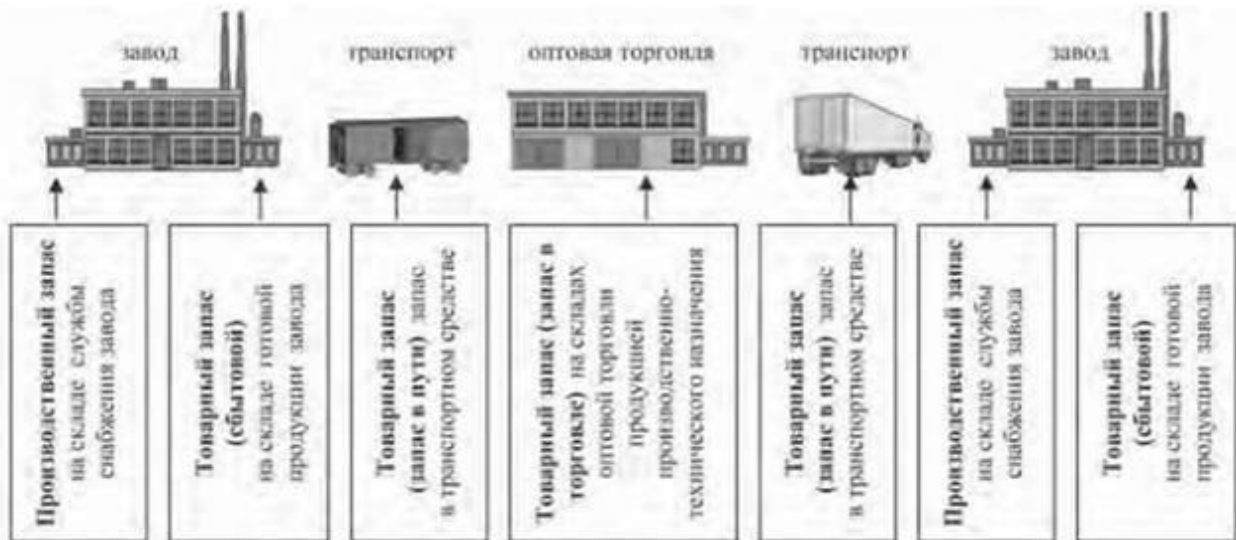 завод
транспорт
оптовая торговля
транспорт
завод
Производственный запас
на складе службы
снабжения завода
Товарный запас
(сбытовой)
на складе готовой
продукции завода
Товарный запас
(запас в пути) запас
в транспортном средстве
Товарный запас (запас в
торговле) на складах
оптовой торговли
продукцией
производственно-
технического назначения
Товарный запас
(запас в пути) запас
в транспортном средстве
Производственный запас
на складе службы
снабжения завода
Товарный запас
(сбытовой)
на складе готовой
продукции завода